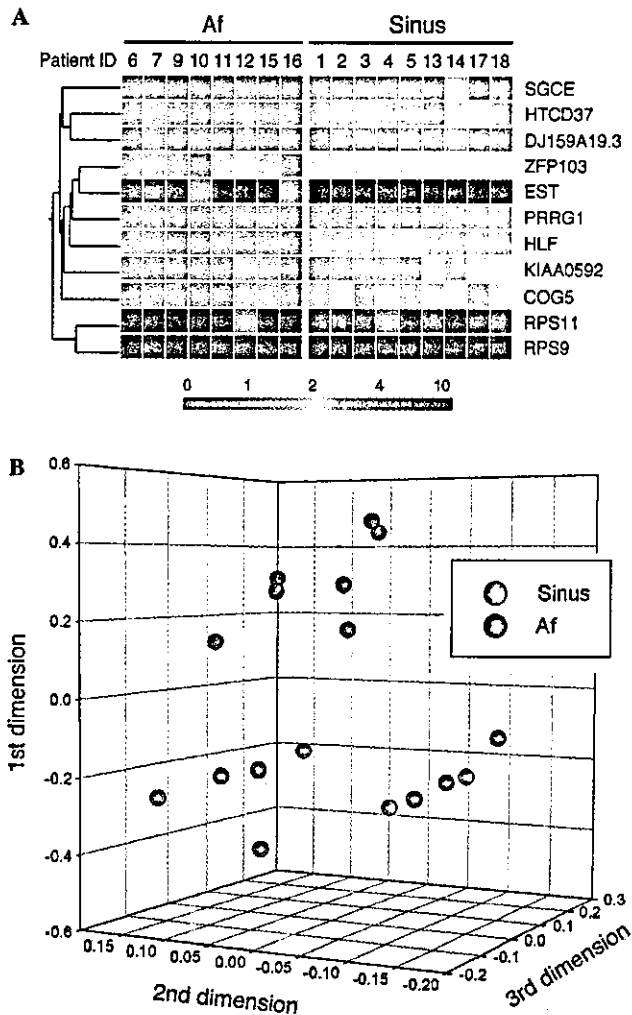 A
Af Sinus
Patient ID 6 7 9 10 11 12 15 16 1 2 3 4 5 13 14 17 18
SGCE
HTCD37
DJ159A19.3
ZFP103
EST
PRRG1
HLF
KIAA0592
COG5
RPS11
RPS9
0 1 2 4 10
B
0.6
0.4
0.2
0.0
-0.2
-0.4
-0.6
1st dimension
Sinus
Af
0.15 0.10 0.05 0.00 -0.05 -0.10 -0.15 -0.20
2nd dimension
-0.2 -0.1 0.0 0.1 0.2 0.3
3rd dimension